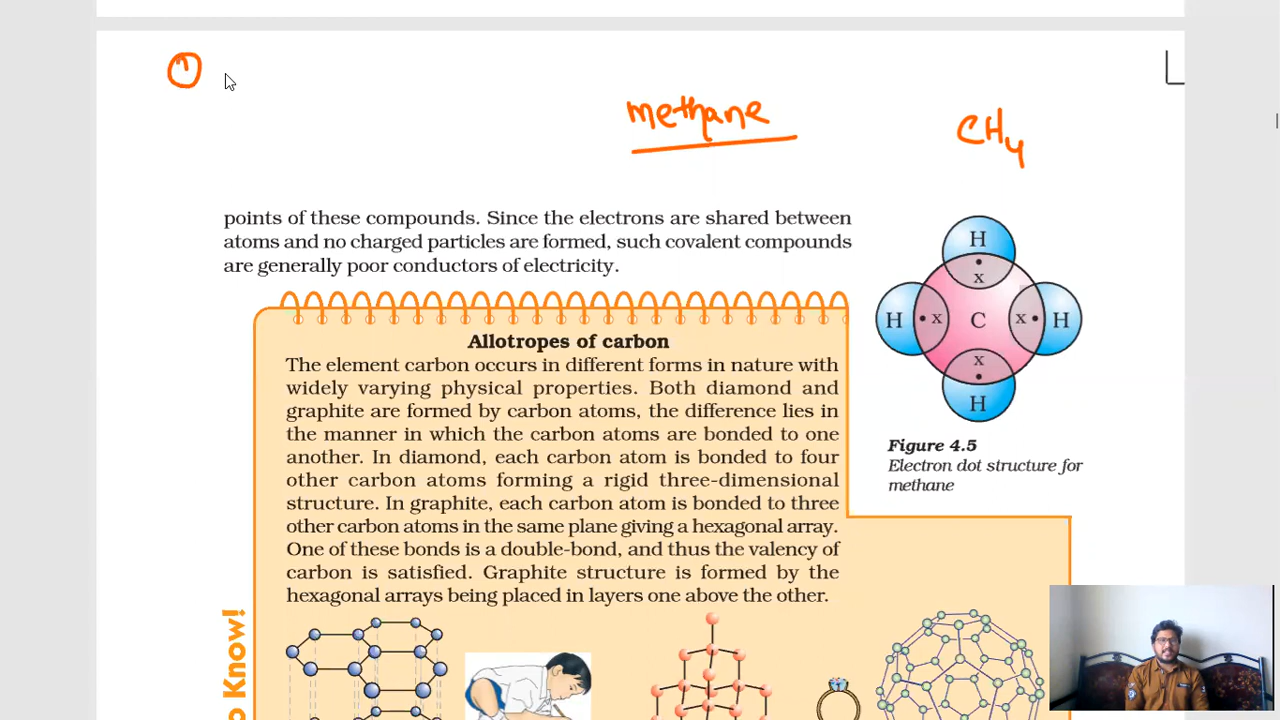 methane
CH4
points of these compounds. Since the electrons are shared between
atoms and no charged particles are formed, such covalent compounds
are generally poor conductors of electricity.
H
x
H x C x H
x
H
Figure 4.5
Electron dot structure for
methane
Allotropes of carbon
The element carbon occurs in different forms in nature with
widely varying physical properties. Both diamond and
graphite are formed by carbon atoms, the difference lies in
the manner in which the carbon atoms are bonded to one
another. In diamond, each carbon atom is bonded to four
other carbon atoms forming a rigid three-dimensional
structure. In graphite, each carbon atom is bonded to three
other carbon atoms in the same plane giving a hexagonal array.
One of these bonds is a double-bond, and thus the valency of
carbon is satisfied. Graphite structure is formed by the
hexagonal arrays being placed in layers one above the other.
Know!